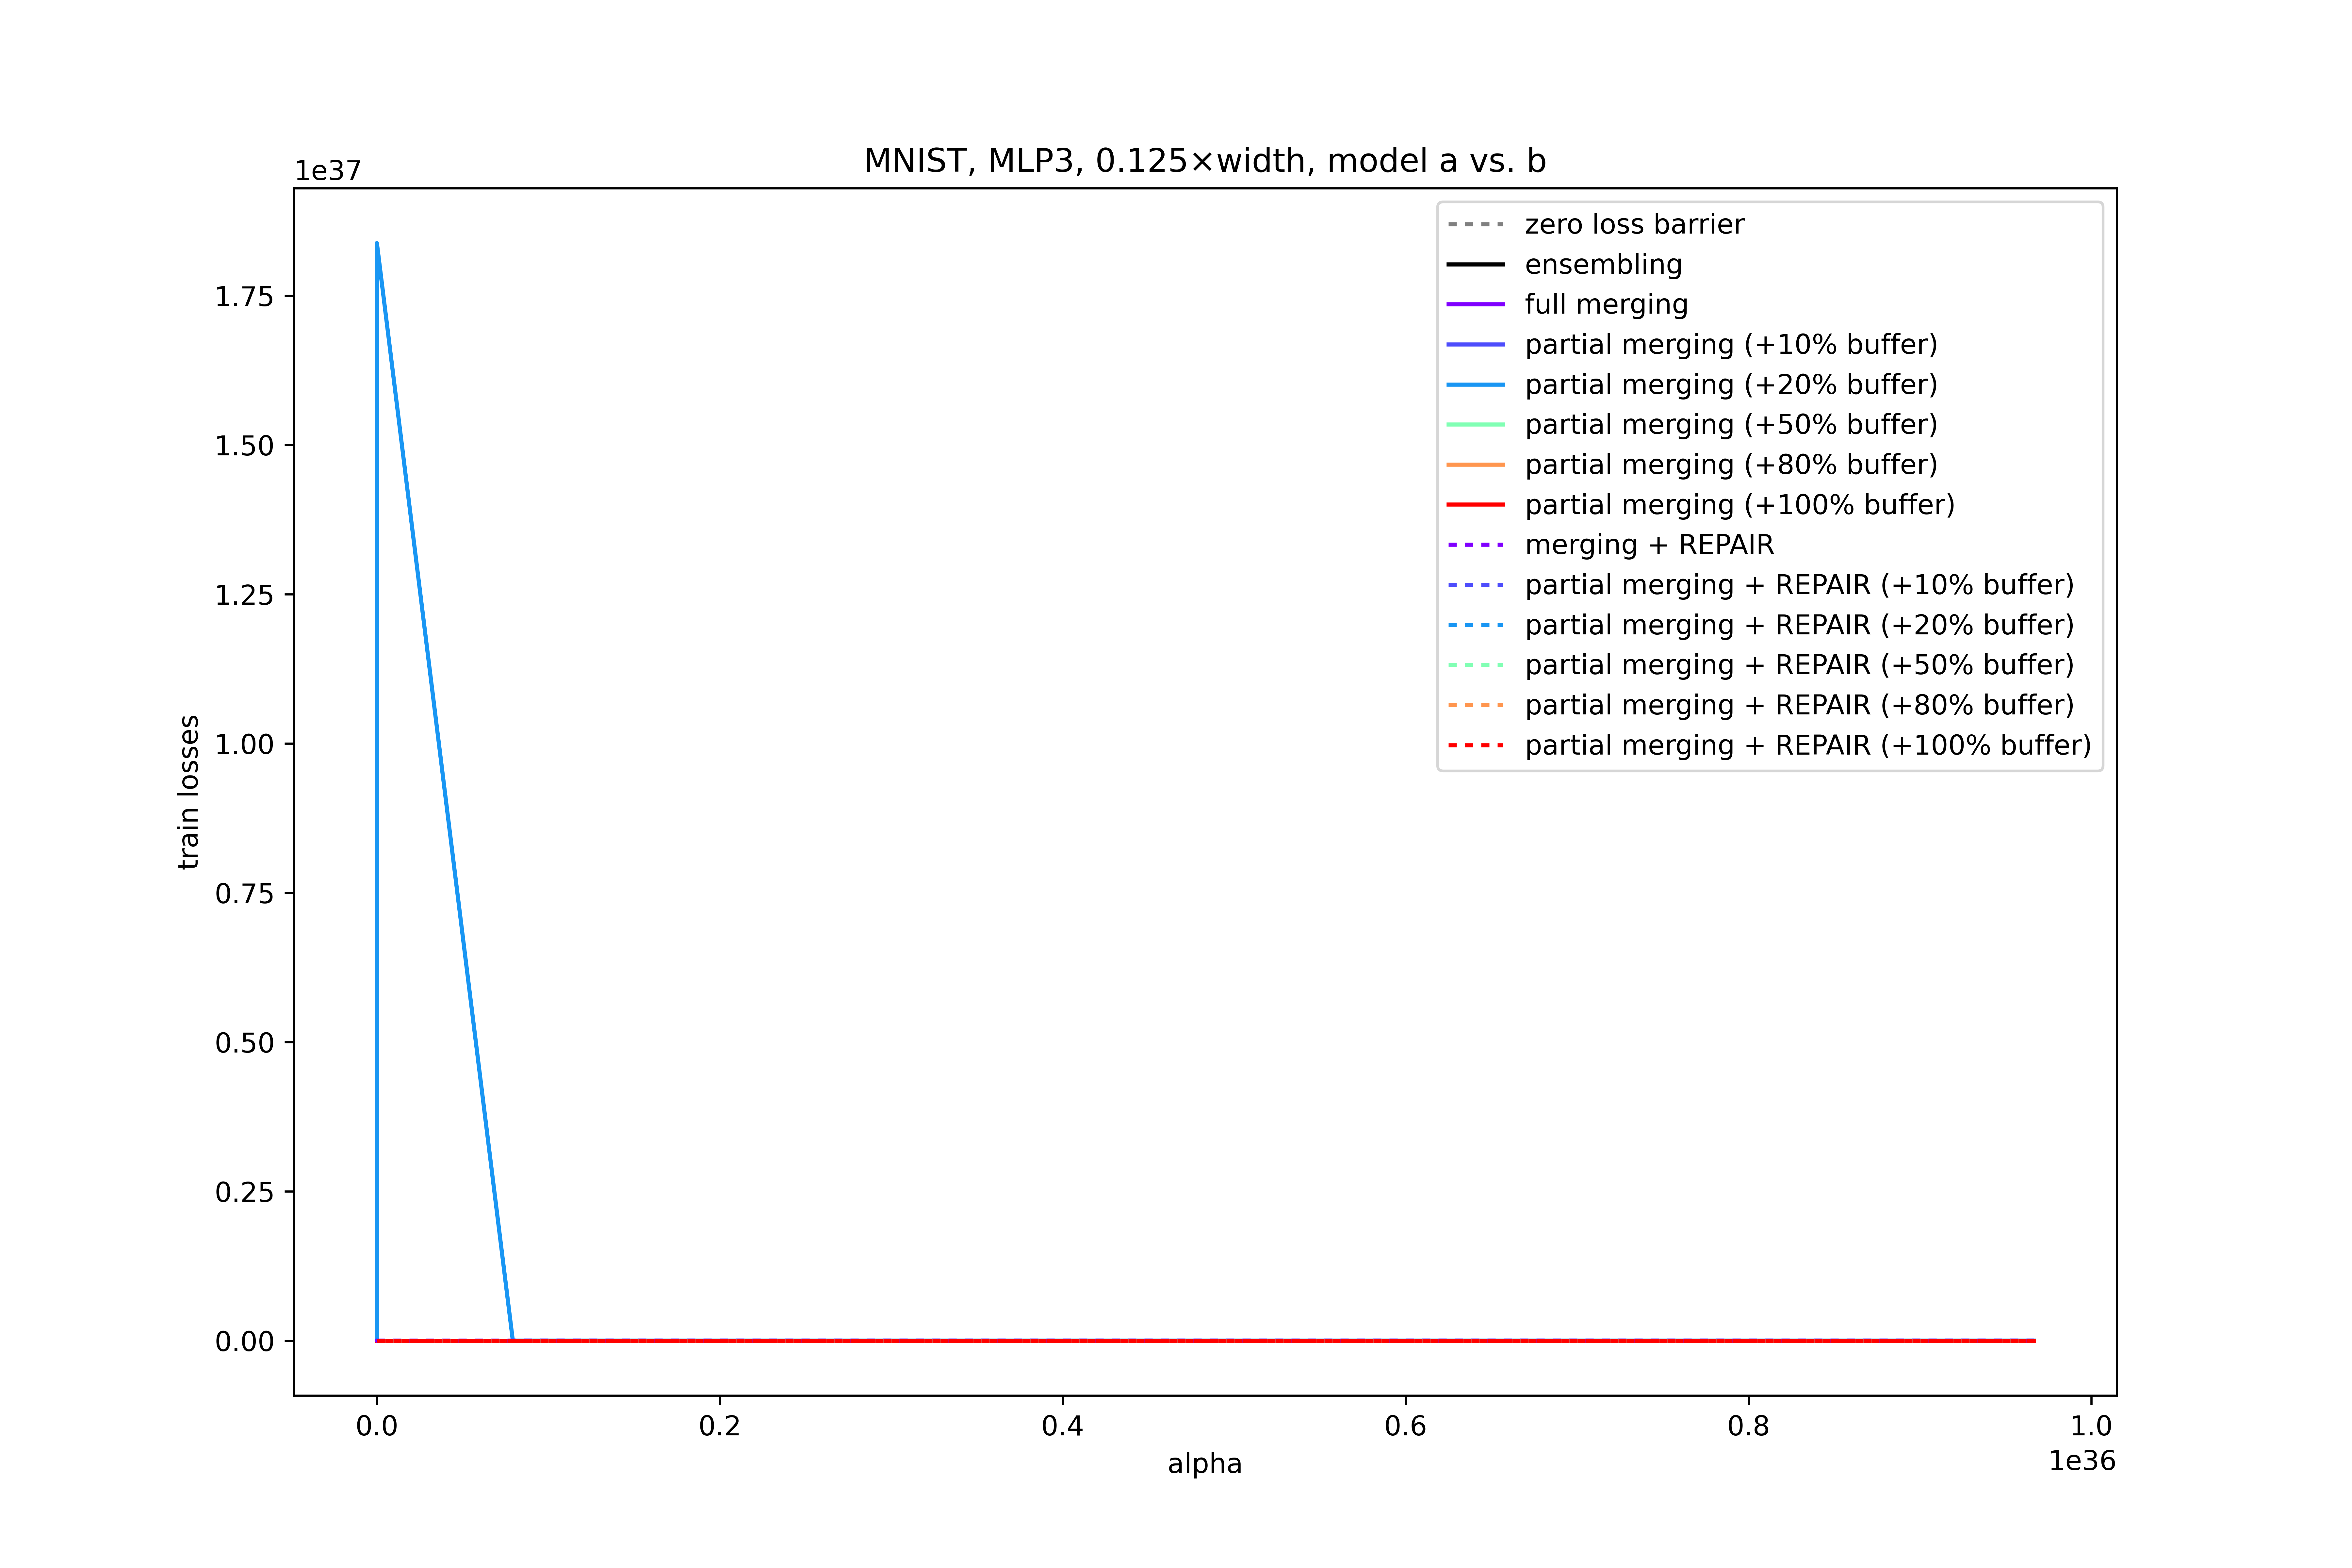 MNIST, MLP3, 0.125×width, model a vs. b
1e37
zero loss barrier
ensembling
full merging
partial merging (+10% buffer)
partial merging (+20% buffer)
partial merging (+50% buffer)
partial merging (+80% buffer)
partial merging (+100% buffer)
merging + REPAIR
partial merging + REPAIR (+10% buffer)
partial merging + REPAIR (+20% buffer)
partial merging + REPAIR (+50% buffer)
partial merging + REPAIR (+80% buffer)
partial merging + REPAIR (+100% buffer)
train losses
1.75
1.50
1.25
1.00
0.75
0.50
0.25
0.00
0.0 0.2 0.4 0.6 0.8 1.0
1e36
alpha